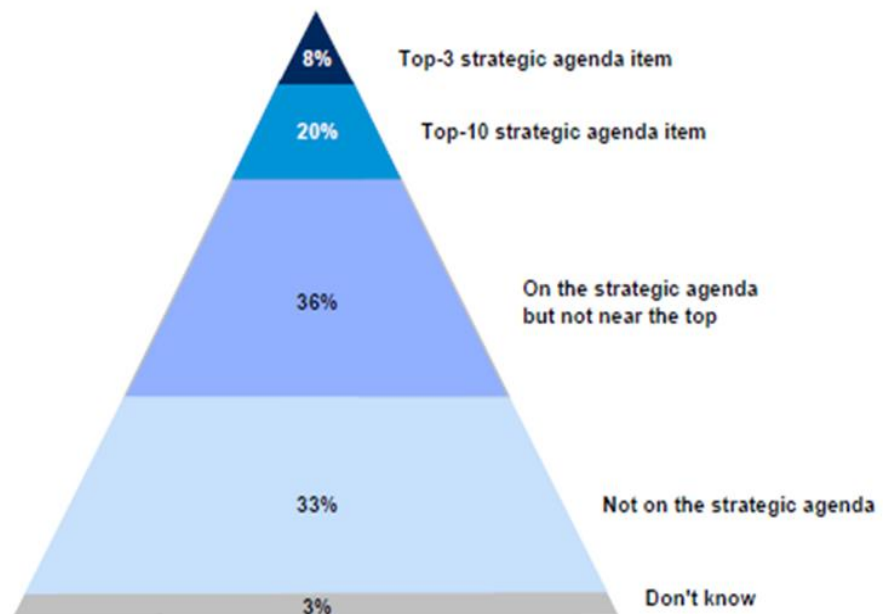 8% Top-3 strategic agenda item
20% Top-10 strategic agenda item
36% On the strategic agenda
but not near the top
33% Not on the strategic agenda
3% Don't know